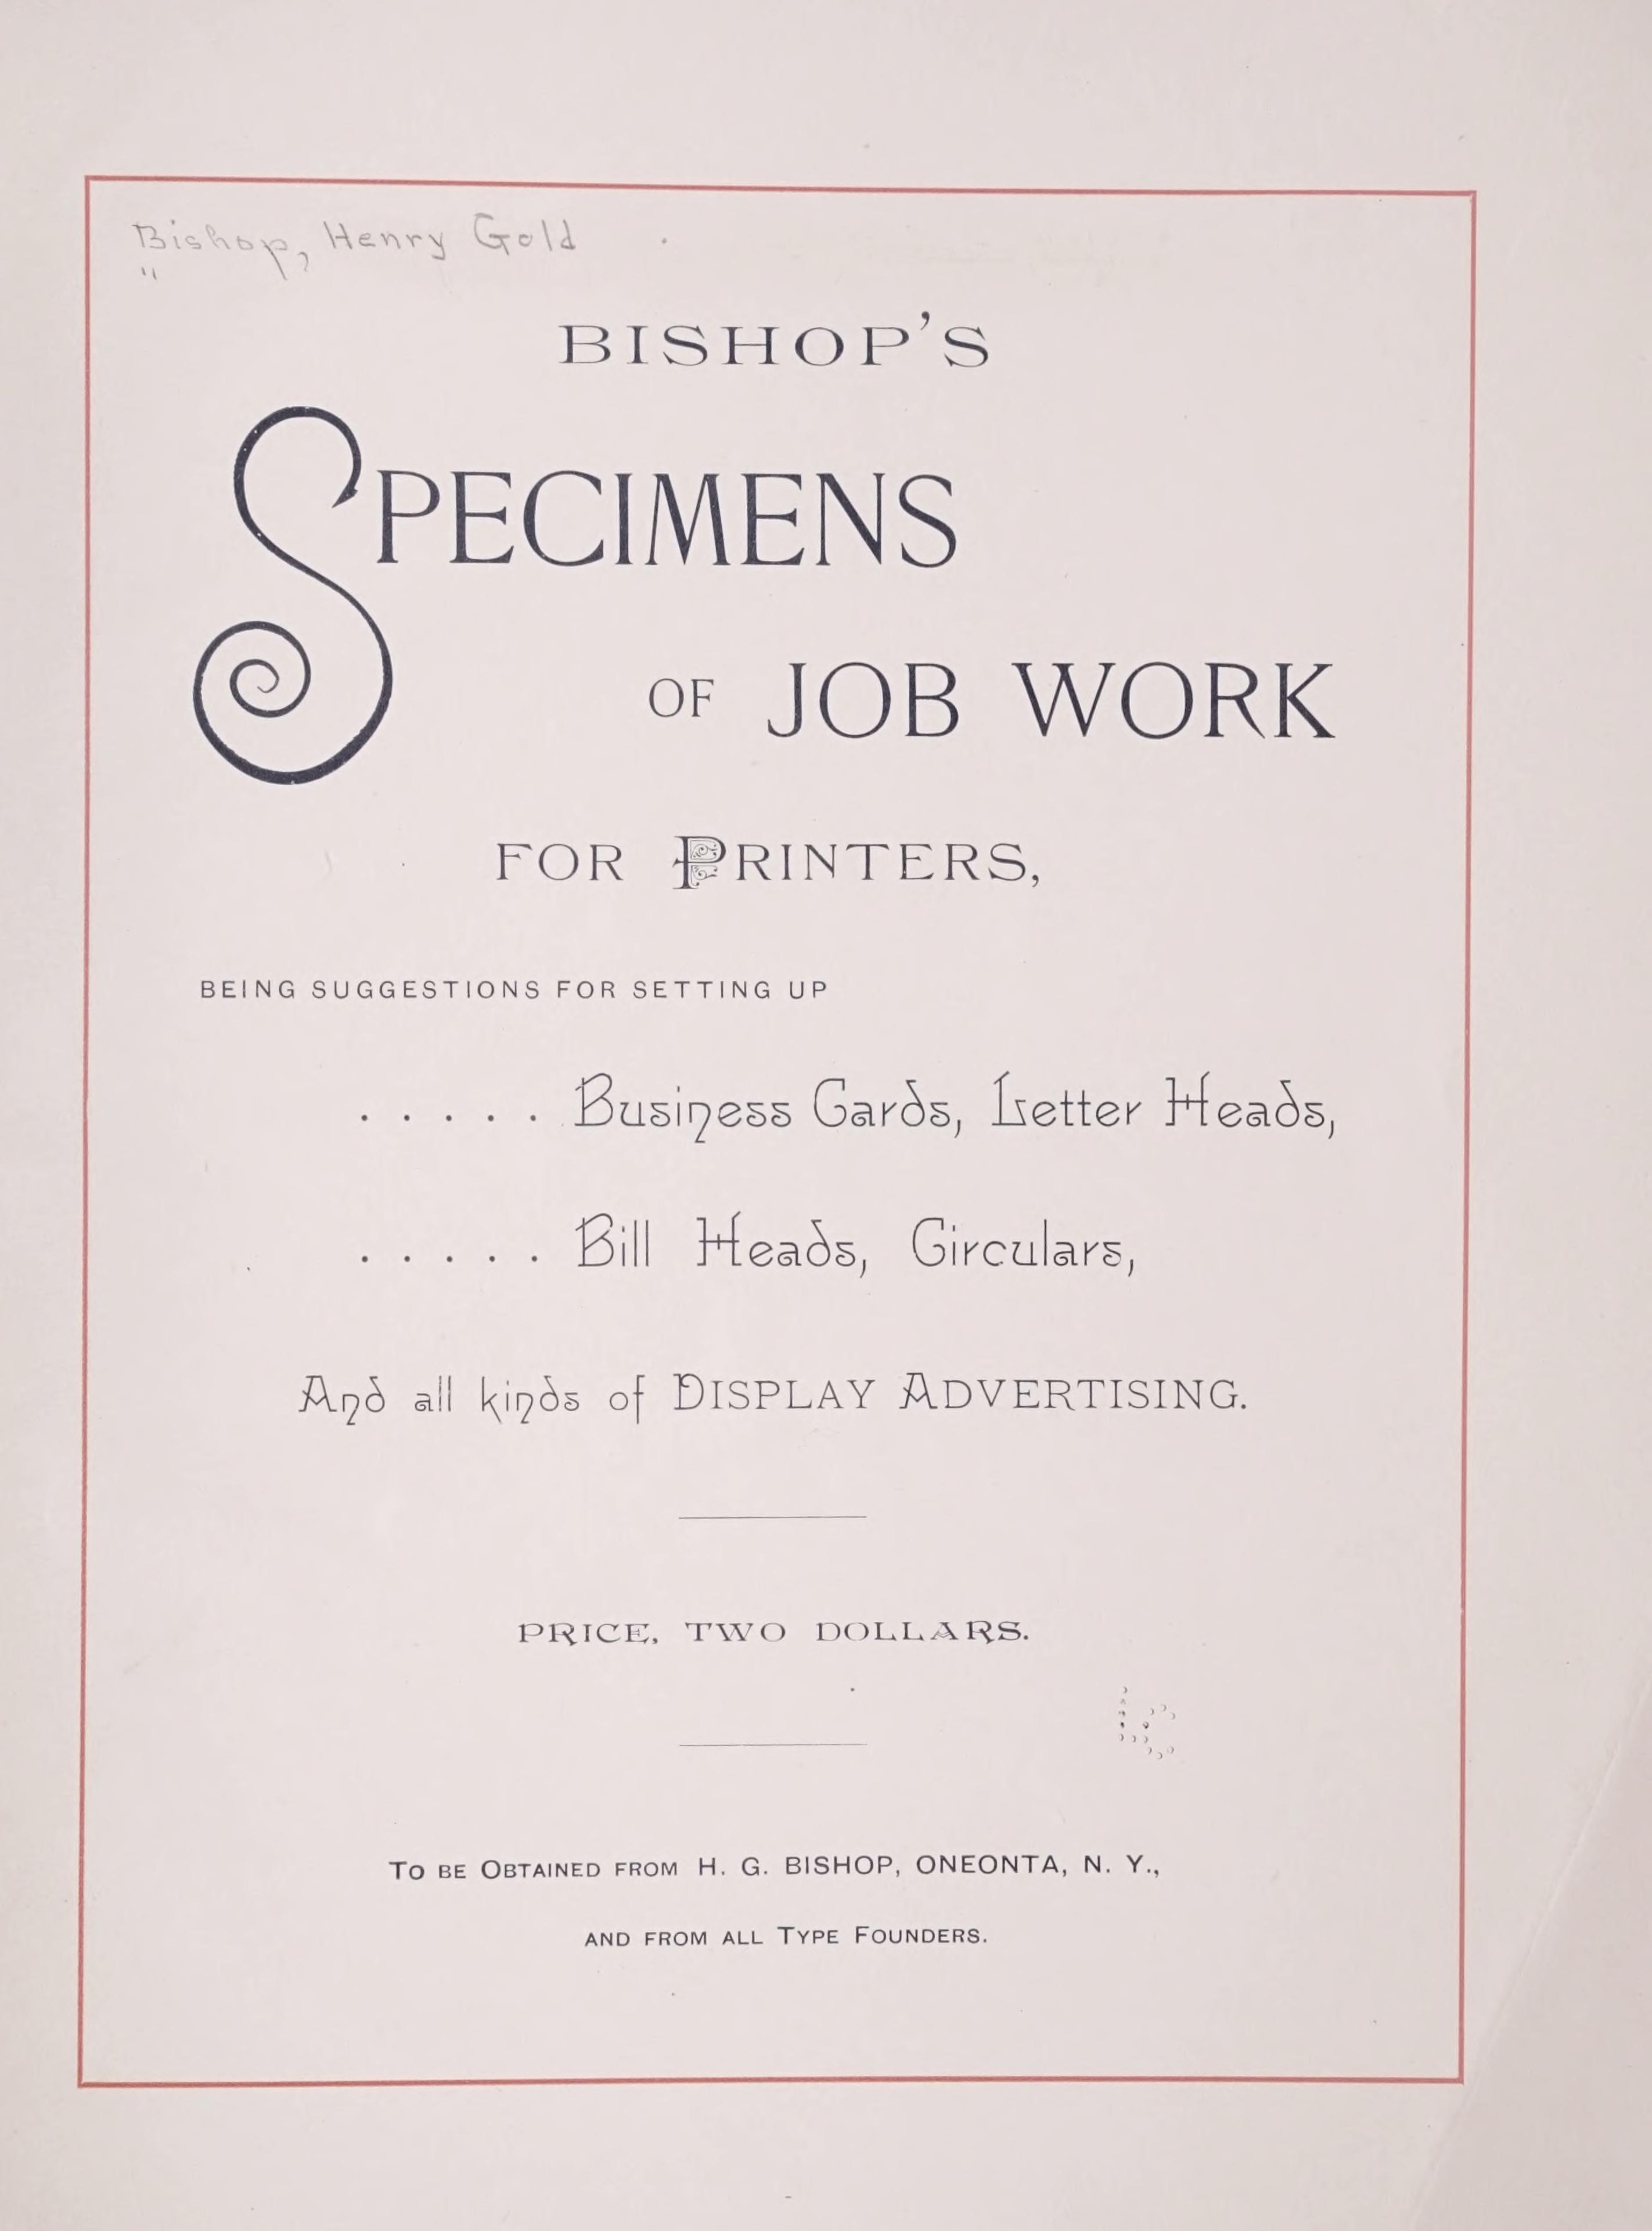 Bishop, Henry Gold
BISHOP'S
SPECIMENS
OF JOB WORK
FOR PRINTERS,
BEING SUGGESTIONS FOR SETTING UP
. . . . . Business Cards, Letter Heads,
. . . . . Bill Heads, Circulars,
And all kinds of DISPLAY ADVERTISING.
PRICE, TWO DOLLARS.
TO BE OBTAINED FROM H. G. BISHOP, ONEONTA, N. Y.,
AND FROM ALL TYPE FOUNDERS.